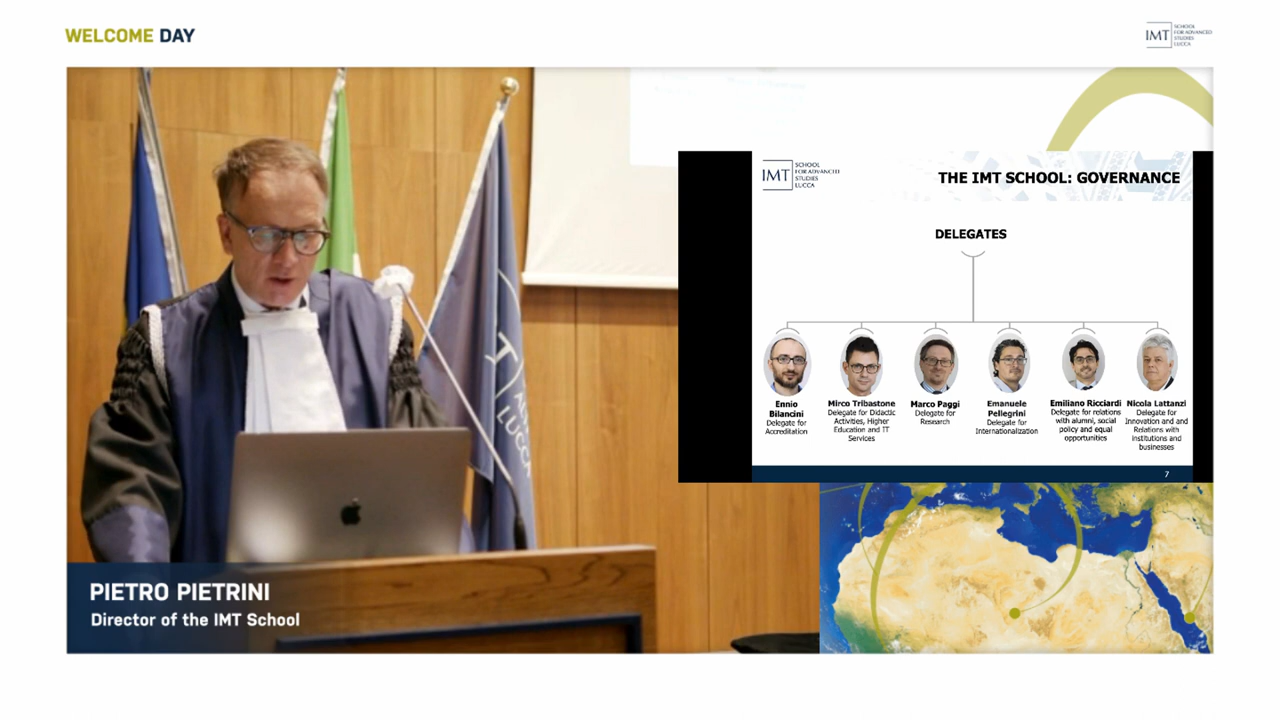 WELCOME DAY
IMT
SCHOOL
FOR ADVANCED
STUDIES
LUCCA
IMT
SCHOOL
FOR ADVANCED
STUDIES
LUCCA
THE IMT SCHOOL: GOVERNANCE
DELEGATES
Ennio
Bilancini
Delegate for
Accreditation
Mirco Tribastone
Delegate for Didactic
Activities, Higher
Education and IT
Services
Marco Paggi
Delegate for
Research
Emanuele
Pellegrini
Delegate for
Internationalization
Emiliano Ricciardi
Delegate for relations
with alumni, social
policy and equal
opportunities
Nicola Lattanzi
Delegate for
Innovation and and
Relations with
institutions and
businesses
7
LUCCA
PIETRO PIETRINI
Director of the IMT School